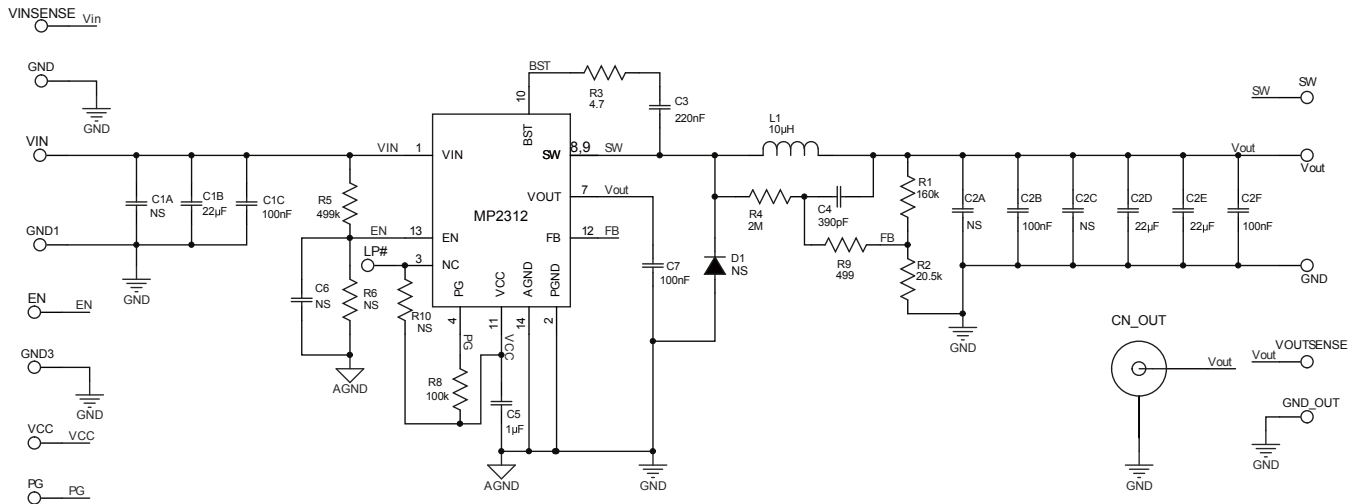 VINSENSE
Vin
GND
GND
VIN
GND1
GND
EN
EN
GND3
GND
VCC
VCC
PG
PG
C1A
NS
C1B
22µF
C1C
100nF
R5
499k
EN
LP#
C6
NS
R6
NS
AGND
R10
NS
VIN
1
VIN
13
EN
3
NC
MP2312
BST
10
BST
SW
8,9
SW
VOUT
7
Vout
FB
12
FB
PG
VCC
AGND
PGND
4
11
14
2
PG
VCC
R8
100k
C5
1µF
AGND
GND
R3
4.7
C3
220nF
C7
100nF
L1
10µH
D1
NS
R4
2M
C4
390pF
R9
499
FB
R1
160k
R2
20.5k
GND
C2A
NS
C2B
100nF
C2C
NS
C2D
22µF
C2E
22µF
C2F
100nF
SW
SW
Vout
Vout
GND
CN_OUT
Vout
GND
Vout
VOUTSENSE
GND_OUT
GND